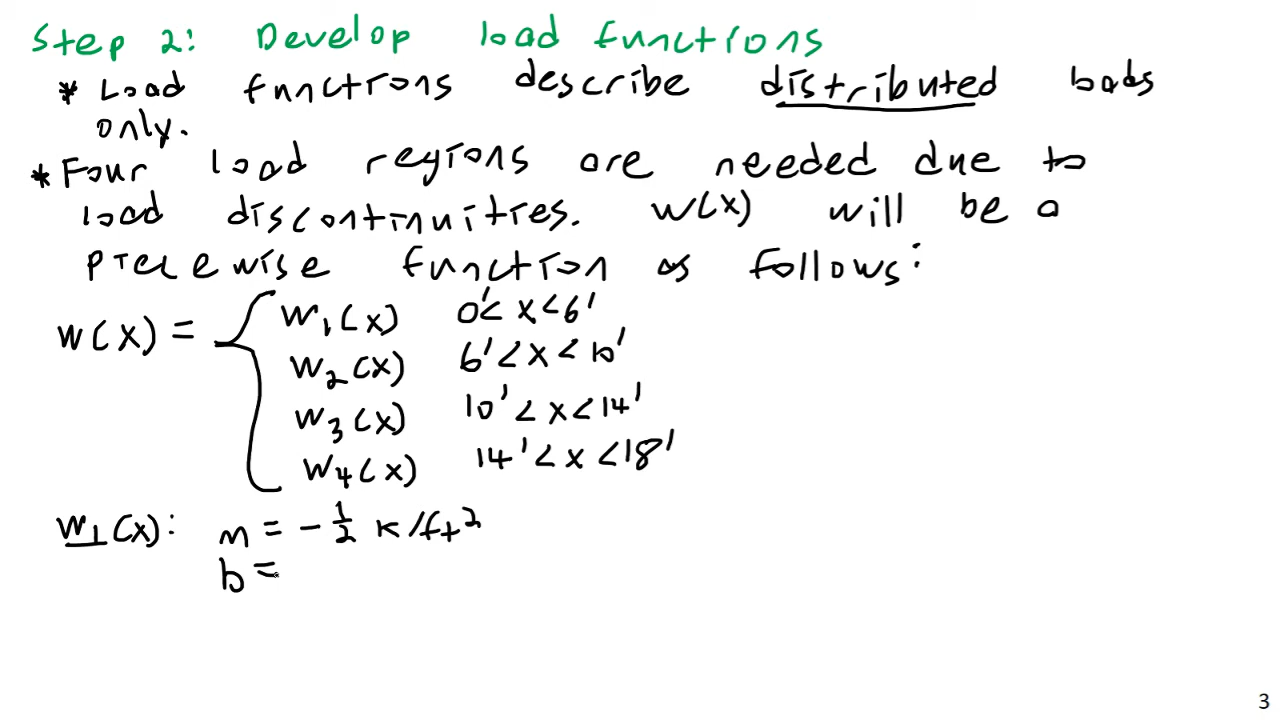 Step 2: Develop load functions
* Load functions describe distributed loads
only.
* Four load regions are needed due to
load discontinuities. w(x) will be a
piecewise function as follows:
w(x) = { w1(x) 0' < x < 6'
w2(x) 6' < x < 10'
w3(x) 10' < x < 14'
w4(x) 14' < x < 18'
w1(x): m = - 1/2 k/ft²
b =
3